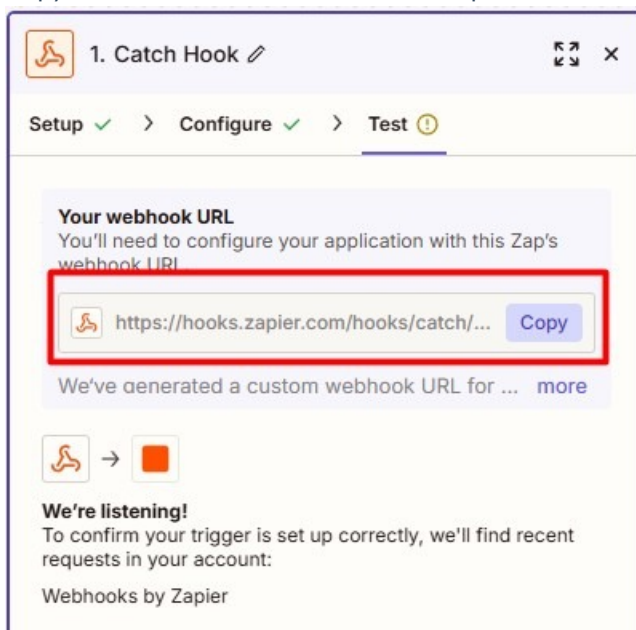 1. Catch Hook
Setup > Configure > Test
Your webhook URL
You'll need to configure your application with this Zap's
webhook URL.
https://hooks.zapier.com/hooks/catch/... Copy
We've generated a custom webhook URL for ... more
We're listening!
To confirm your trigger is set up correctly, we'll find recent
requests in your account:
Webhooks by Zapier